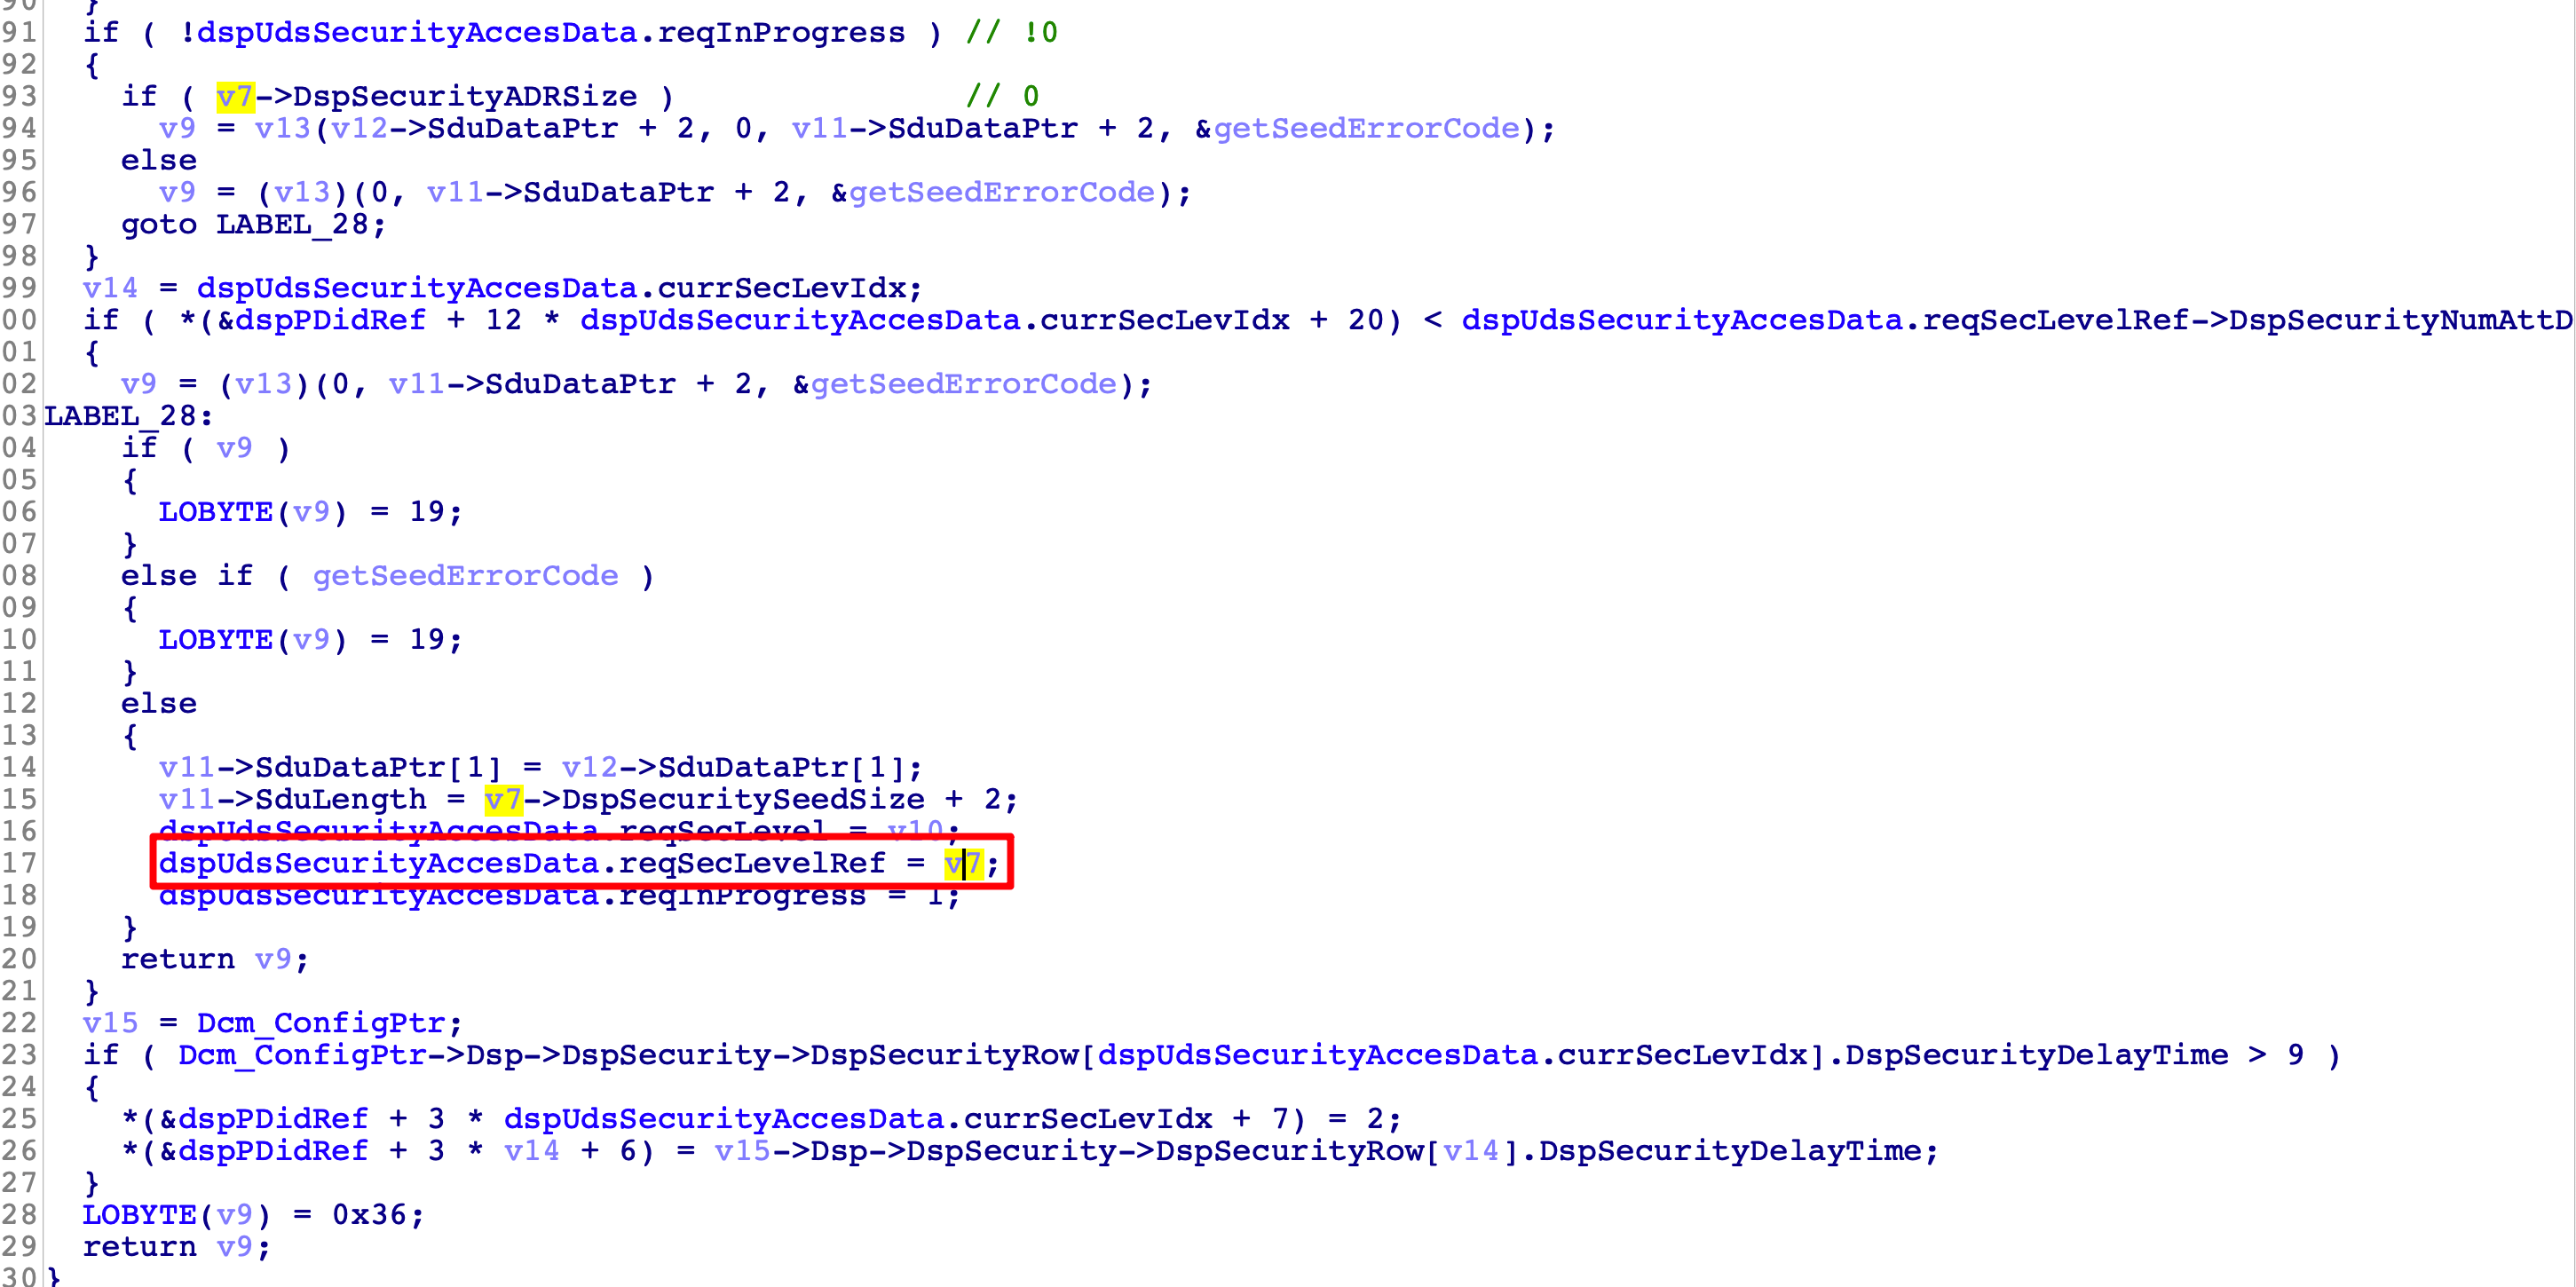 90   }
91   if ( !dspUdsSecurityAccesData.reqInProgress ) // !0
92   {
93     if ( v7->DspSecurityADRSize )               // 0
94       v9 = v13(v12->SduDataPtr + 2, 0, v11->SduDataPtr + 2, &getSeedErrorCode);
95     else
96       v9 = (v13)(0, v11->SduDataPtr + 2, &getSeedErrorCode);
97     goto LABEL_28;
98   }
99   v14 = dspUdsSecurityAccesData.currSecLevIdx;
00   if ( *(&dspPDidRef + 12 * dspUdsSecurityAccesData.currSecLevIdx + 20) < dspUdsSecurityAccesData.reqSecLevelRef->DspSecurityNumAttD
01   {
02     v9 = (v13)(0, v11->SduDataPtr + 2, &getSeedErrorCode);
03 LABEL_28:
04     if ( v9 )
05     {
06       LOBYTE(v9) = 19;
07     }
08     else if ( getSeedErrorCode )
09     {
10       LOBYTE(v9) = 19;
11     }
12     else
13     {
14       v11->SduDataPtr[1] = v12->SduDataPtr[1];
15       v11->SduLength = v7->DspSecuritySeedSize + 2;
16       dspUdsSecurityAccesData.reqSecLevel = v10;
17       dspUdsSecurityAccesData.reqSecLevelRef = v7;
18       dspUdsSecurityAccesData.reqInProgress = 1;
19     }
20     return v9;
21   }
22   v15 = Dcm_ConfigPtr;
23   if ( Dcm_ConfigPtr->Dsp->DspSecurity->DspSecurityRow[dspUdsSecurityAccesData.currSecLevIdx].DspSecurityDelayTime > 9 )
24   {
25     *(&dspPDidRef + 3 * dspUdsSecurityAccesData.currSecLevIdx + 7) = 2;
26     *(&dspPDidRef + 3 * v14 + 6) = v15->Dsp->DspSecurity->DspSecurityRow[v14].DspSecurityDelayTime;
27   }
28   LOBYTE(v9) = 0x36;
29   return v9;
30 }